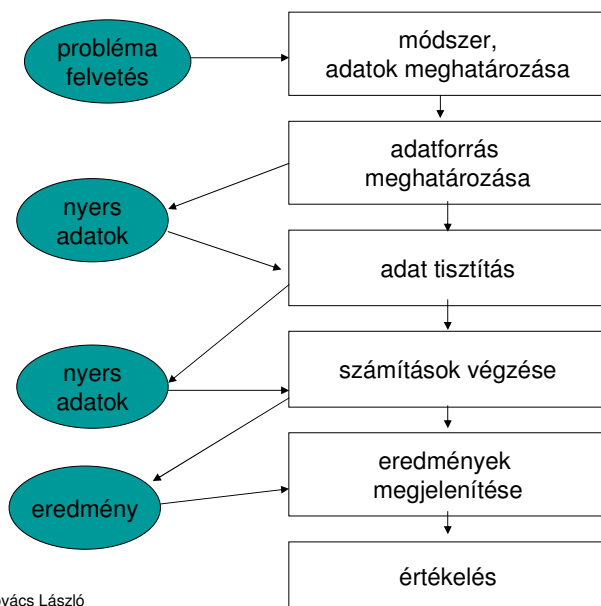 probléma
felvetés
módszer,
adatok meghatározása
adatforrás
meghatározása
nyers
adatok
adat tisztítás
nyers
adatok
számítások végzése
eredmények
megjelenítése
eredmény
értékelés
László